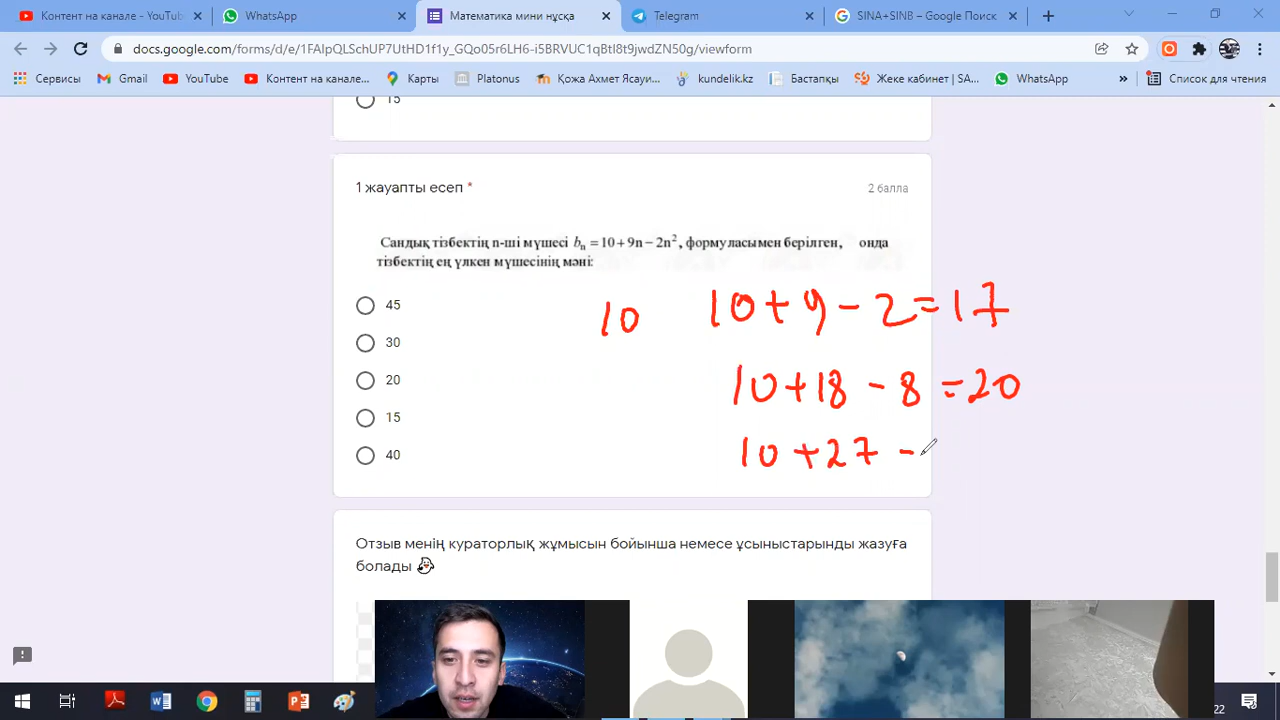 Контент на канале
WhatsApp
Математика мини нұсқа
Telegram
SINA+SINB – Google Поиск
docs.google.com/forms/d/e/1FAIpQLSchUP7UtHD1f1y_GQo05r6LH6-i5BRVUC1qBtI8t9jwdZN50g/viewform
Сервисы Gmail YouTube Контент на канале... Карты Platonus Қожа Ахмет Ясауи... kundelik.kz Бастапқы Жеке кабинет | SA... WhatsApp » Список для чтения
15
1 жауапты есеп *
2 балла
Сандық тізбектің n-ші мүшесі bₙ = 10 + 9n − 2n², формуласымен берілген, онда
тізбектің ең үлкен мүшесінің мәні:
45
30
20
15
40
10
10+9-2=17
10+18-8=20
10+27-
Отзыв менің кураторлық жұмысын бойынша немесе ұсыныстарынды жазуға
болады
22